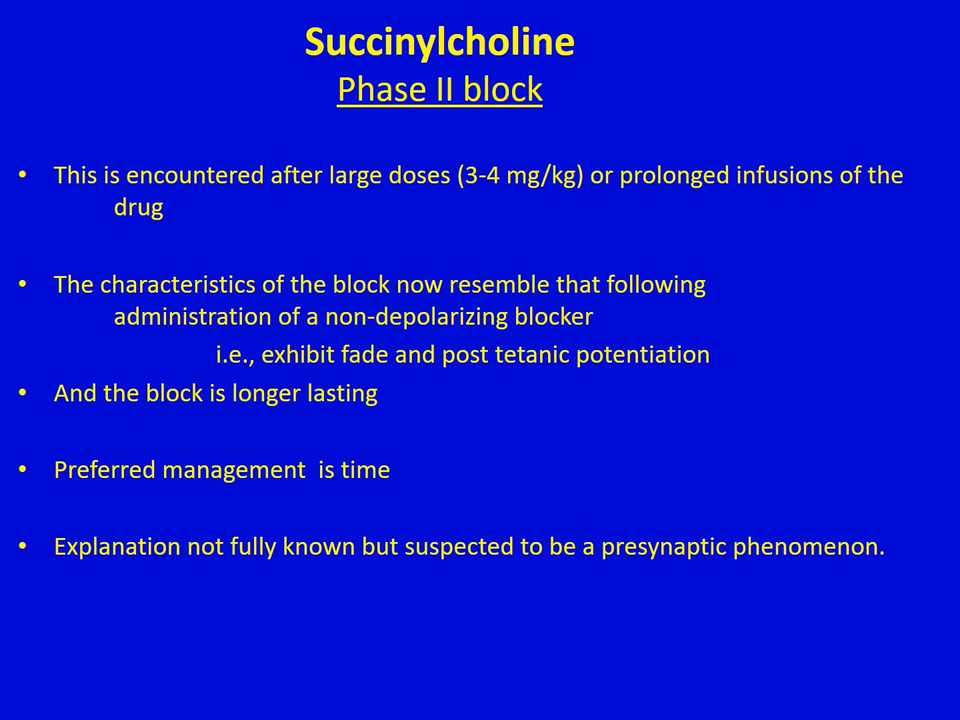 Succinylcholine
Phase II block
• This is encountered after large doses (3-4 mg/kg) or prolonged infusions of the
drug
• The characteristics of the block now resemble that following
administration of a non-depolarizing blocker
i.e., exhibit fade and post tetanic potentiation
• And the block is longer lasting
• Preferred management  is time
• Explanation not fully known but suspected to be a presynaptic phenomenon.